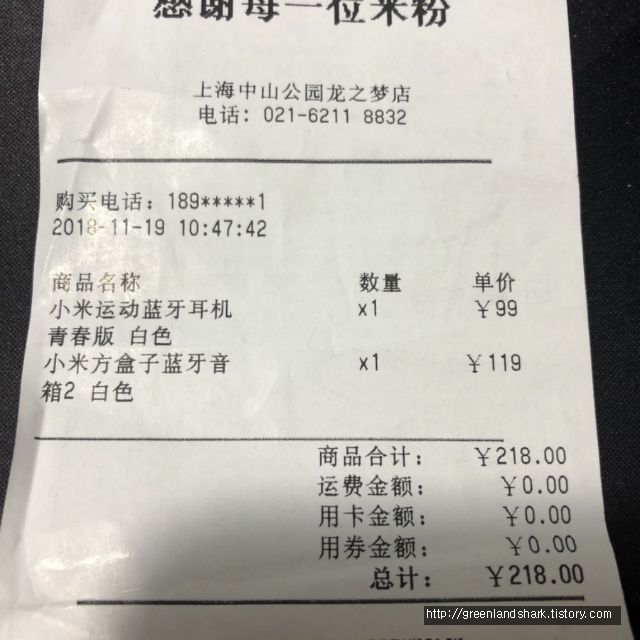 感谢每一位米粉
上海中山公园龙之梦店
电话: 021-6211 8832
购买电话: 189*****1
2018-11-19 10:47:42
商品名称 数量 单价
小米运动蓝牙耳机 x1 ￥99
青春版 白色
小米方盒子蓝牙音 x1 ￥119
箱2 白色
商品合计: ￥218.00
运费金额: ￥0.00
用卡金额: ￥0.00
用券金额: ￥0.00
总计: ￥218.00
http://greenlandshark.tistory.com